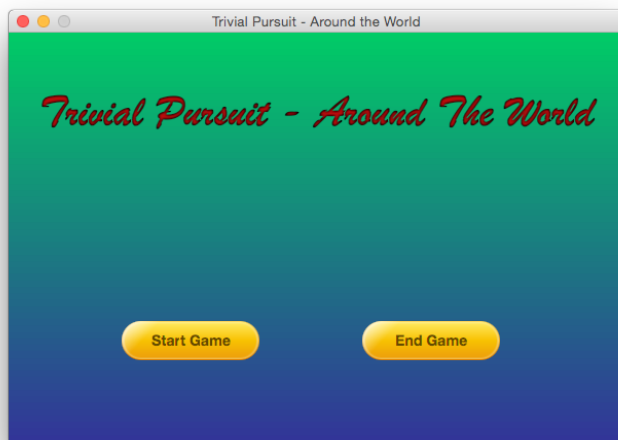 Trivial Pursuit - Around the World
Trivial Pursuit - Around The World
Start Game
End Game